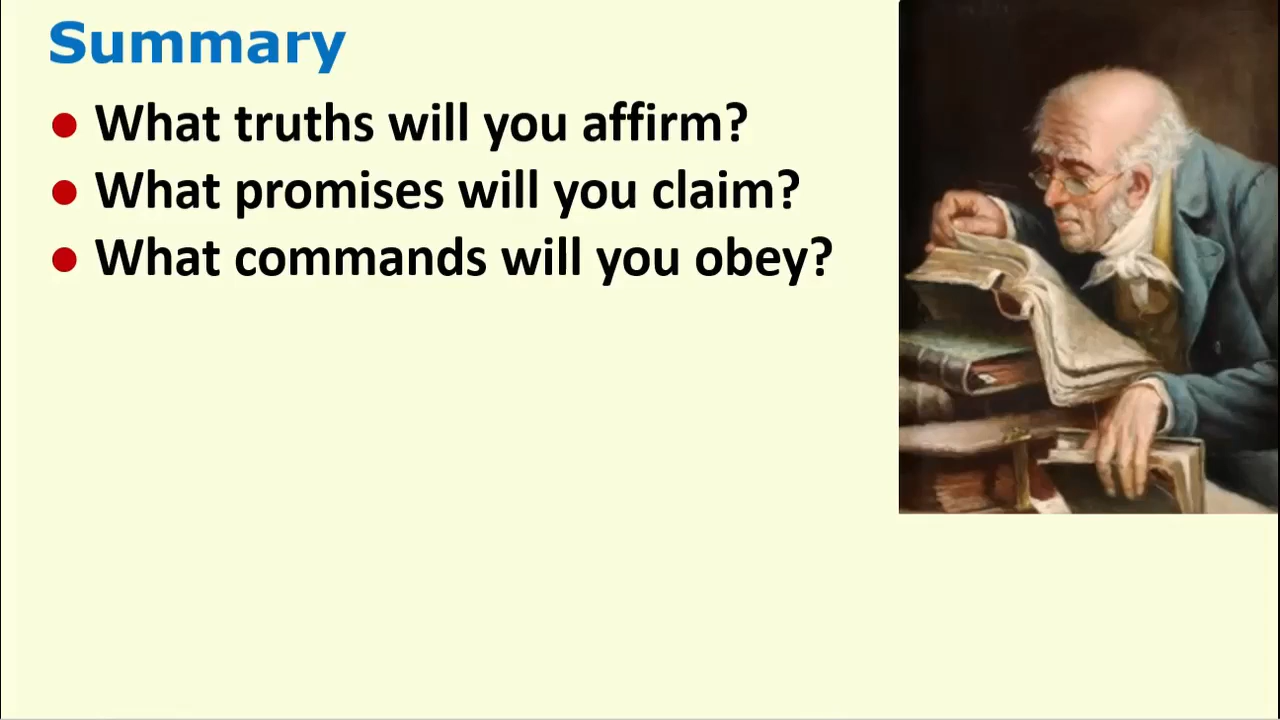 Summary
● What truths will you affirm?
● What promises will you claim?
● What commands will you obey?